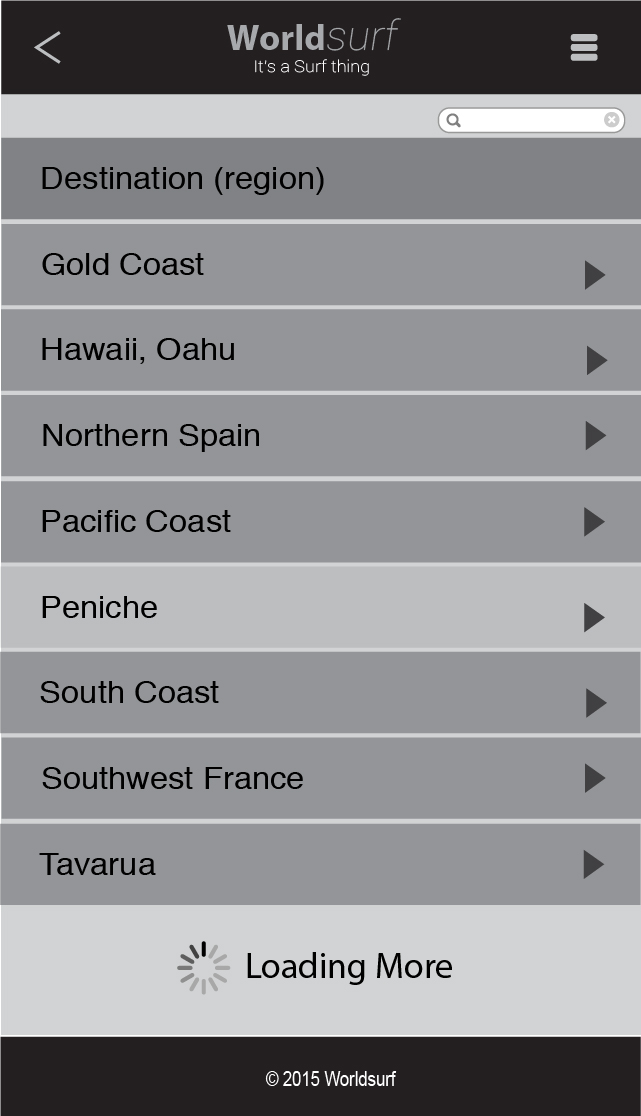 Worldsurf
It's a Surf thing
Destination (region)
Gold Coast
Hawaii, Oahu
Northern Spain
Pacific Coast
Peniche
South Coast
Southwest France
Tavarua
Loading More
© 2015 Worldsurf